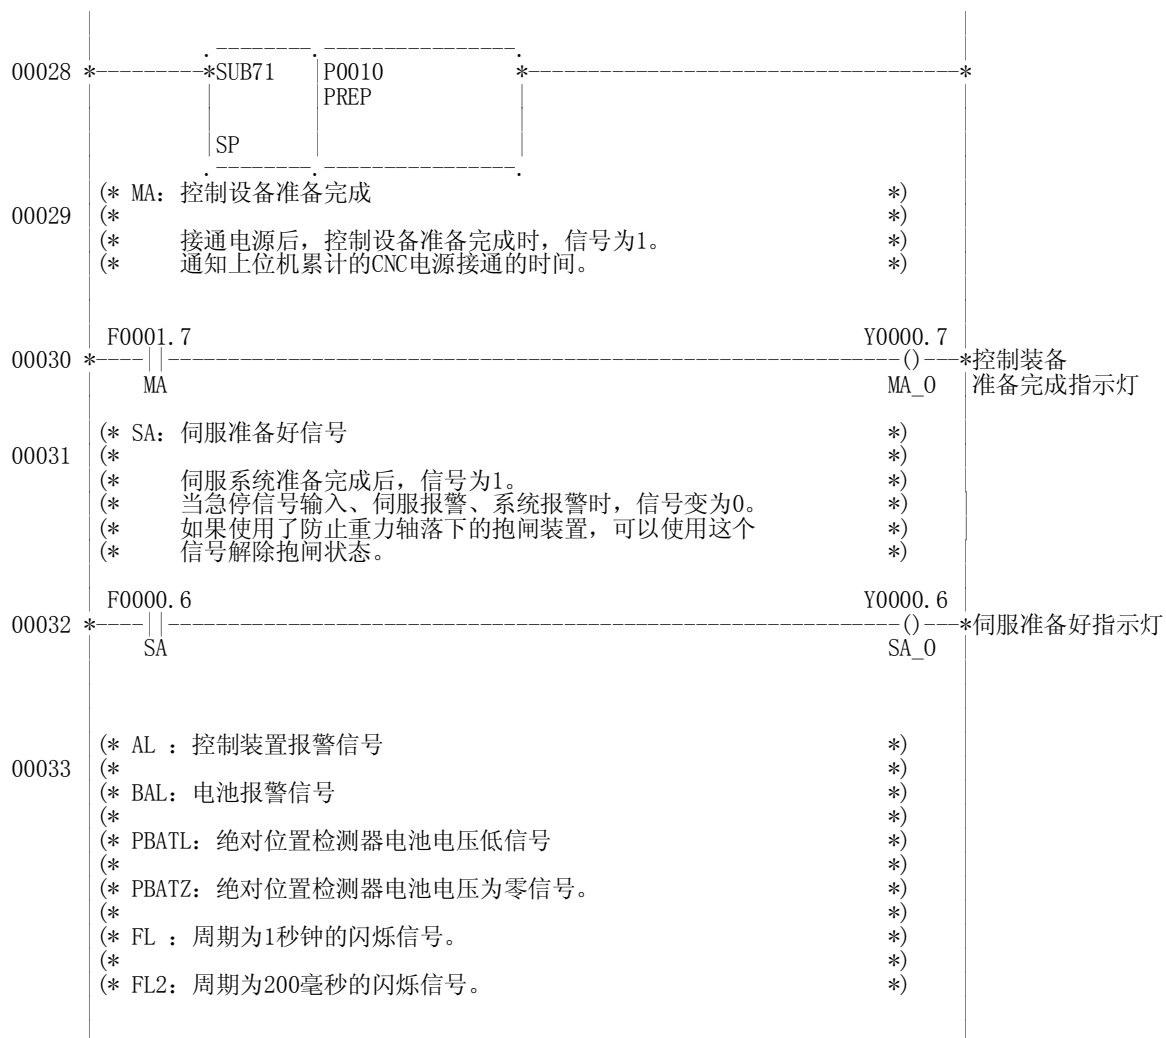 00028 *---------*SUB71 |P0010 *------------------------------------*
PREP
SP
(* MA：控制设备准备完成 *)
00029 (* *)
(* 接通电源后，控制设备准备完成时，信号为1。 *)
(* 通知上位机累计的CNC电源接通的时间。 *)
F0001.7 Y0000.7
00030 *----||-------------------------------------------------------------()---*控制装备
MA MA_O 准备完成指示灯
(* SA：伺服准备好信号 *)
00031 (* *)
(* 伺服系统准备完成后，信号为1。 *)
(* 当急停信号输入、伺服报警、系统报警时，信号变为0。 *)
(* 如果使用了防止重力轴落下的抱闸装置，可以使用这个 *)
(* 信号解除抱闸状态。 *)
F0000.6 Y0000.6
00032 *----||-------------------------------------------------------------()---*伺服准备好指示灯
SA SA_O
(* AL ：控制装置报警信号 *)
00033 (* *)
(* BAL：电池报警信号 *)
(* *)
(* PBATL：绝对位置检测器电池电压低信号 *)
(* *)
(* PBATZ：绝对位置检测器电池电压为零信号。 *)
(* *)
(* FL ：周期为1秒钟的闪烁信号。 *)
(* *)
(* FL2：周期为200毫秒的闪烁信号。 *)